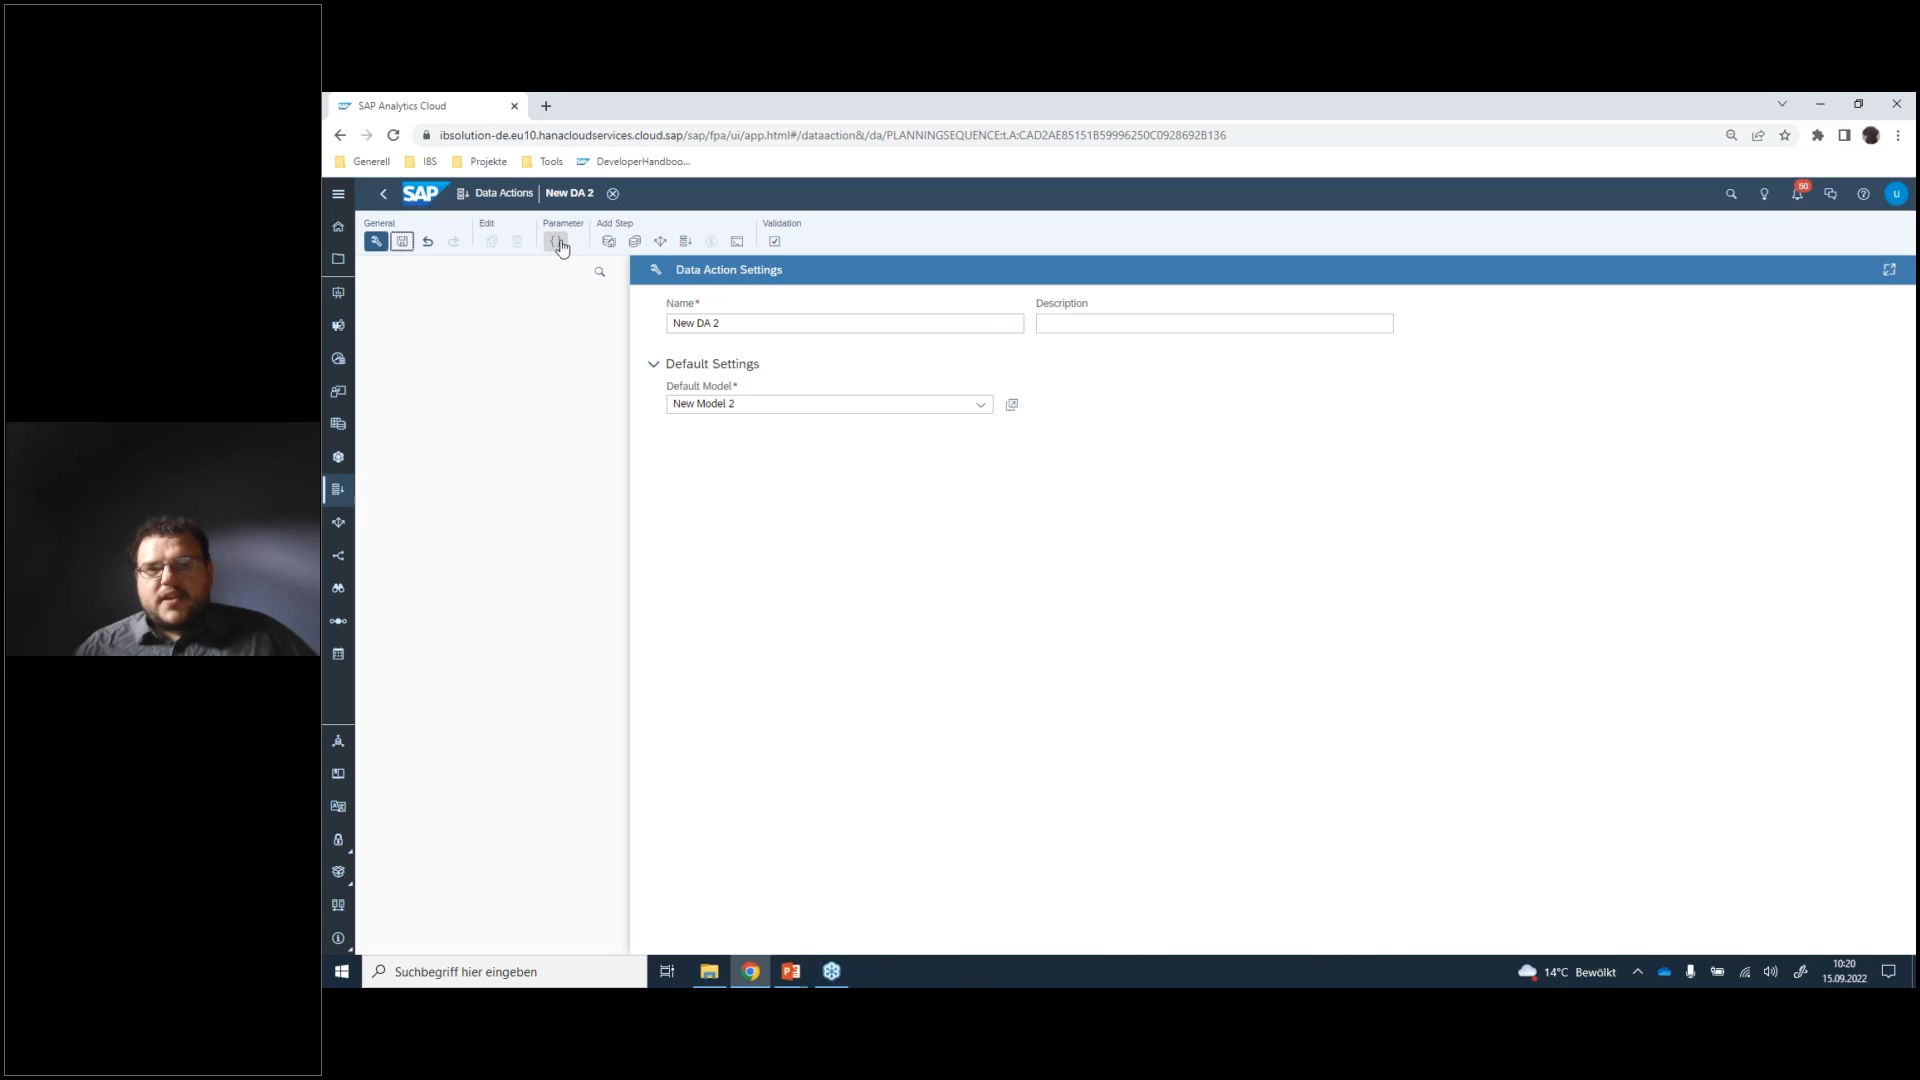 SAP Analytics Cloud
ibsolution-de.eu10.hanacloudservices.cloud.sap/sap/fpa/ui/app.html#/dataaction&/da/PLANNINGSEQUENCE:t.A:CAD2AE85151B59996250C0928692B136
Generell IBS Projekte Tools DeveloperHandboo...
SAP Data Actions New DA 2 50 U
General Edit Parameter Add Step Validation
Data Action Settings
Name* Description
New DA 2
Default Settings
Default Model*
New Model 2
Suchbegriff hier eingeben
14°C Bewölkt
10:20
15.09.2022